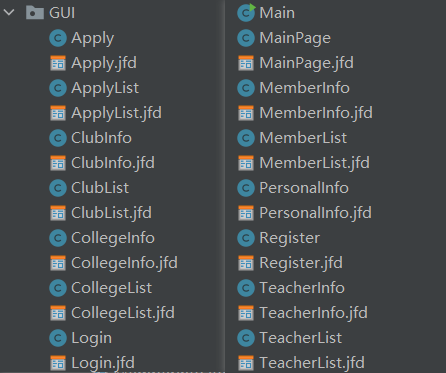 GUI
Apply
Apply.jfd
ApplyList
ApplyList.jfd
ClubInfo
ClubInfo.jfd
ClubList
ClubList.jfd
CollegeInfo
CollegeInfo.jfd
CollegeList
CollegeList.jfd
Login
Login.jfd
Main
MainPage
MainPage.jfd
MemberInfo
MemberInfo.jfd
MemberList
MemberList.jfd
PersonalInfo
PersonalInfo.jfd
Register
Register.jfd
TeacherInfo
TeacherInfo.jfd
TeacherList
TeacherList.jfd